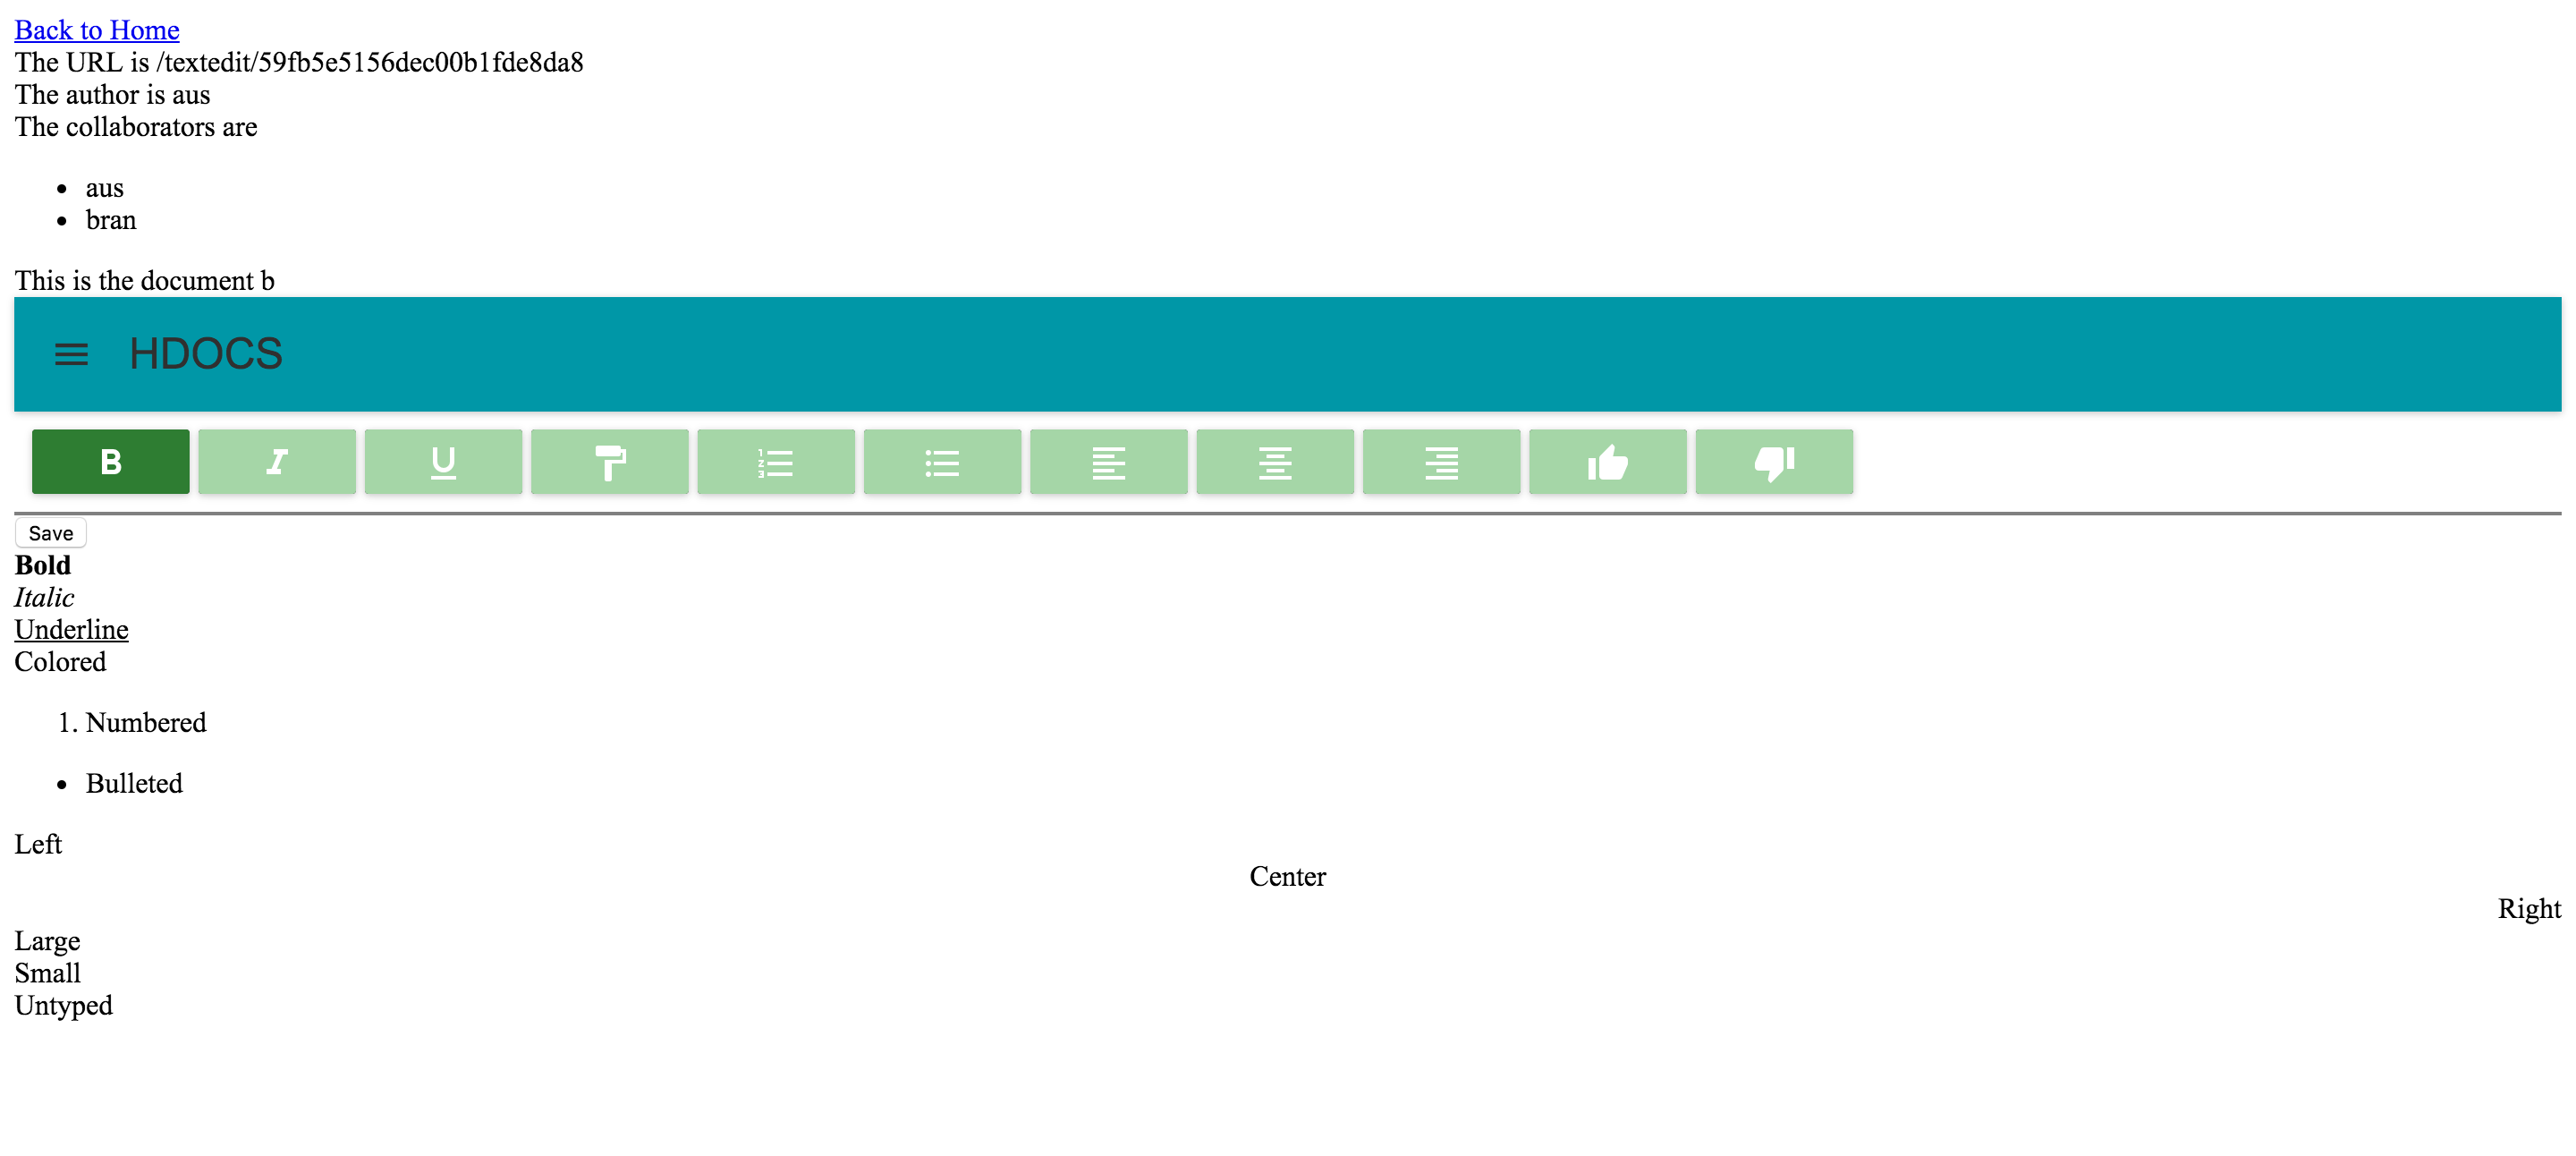 Back to Home
The URL is /textedit/59fb5e5156dec00b1fde8da8
The author is aus
The collaborators are
• aus
• bran
This is the document b
HDOCS
B I U
Save
Bold
Italic
Underline
Colored
1. Numbered
• Bulleted
Left
Center
Right
Large
Small
Untyped